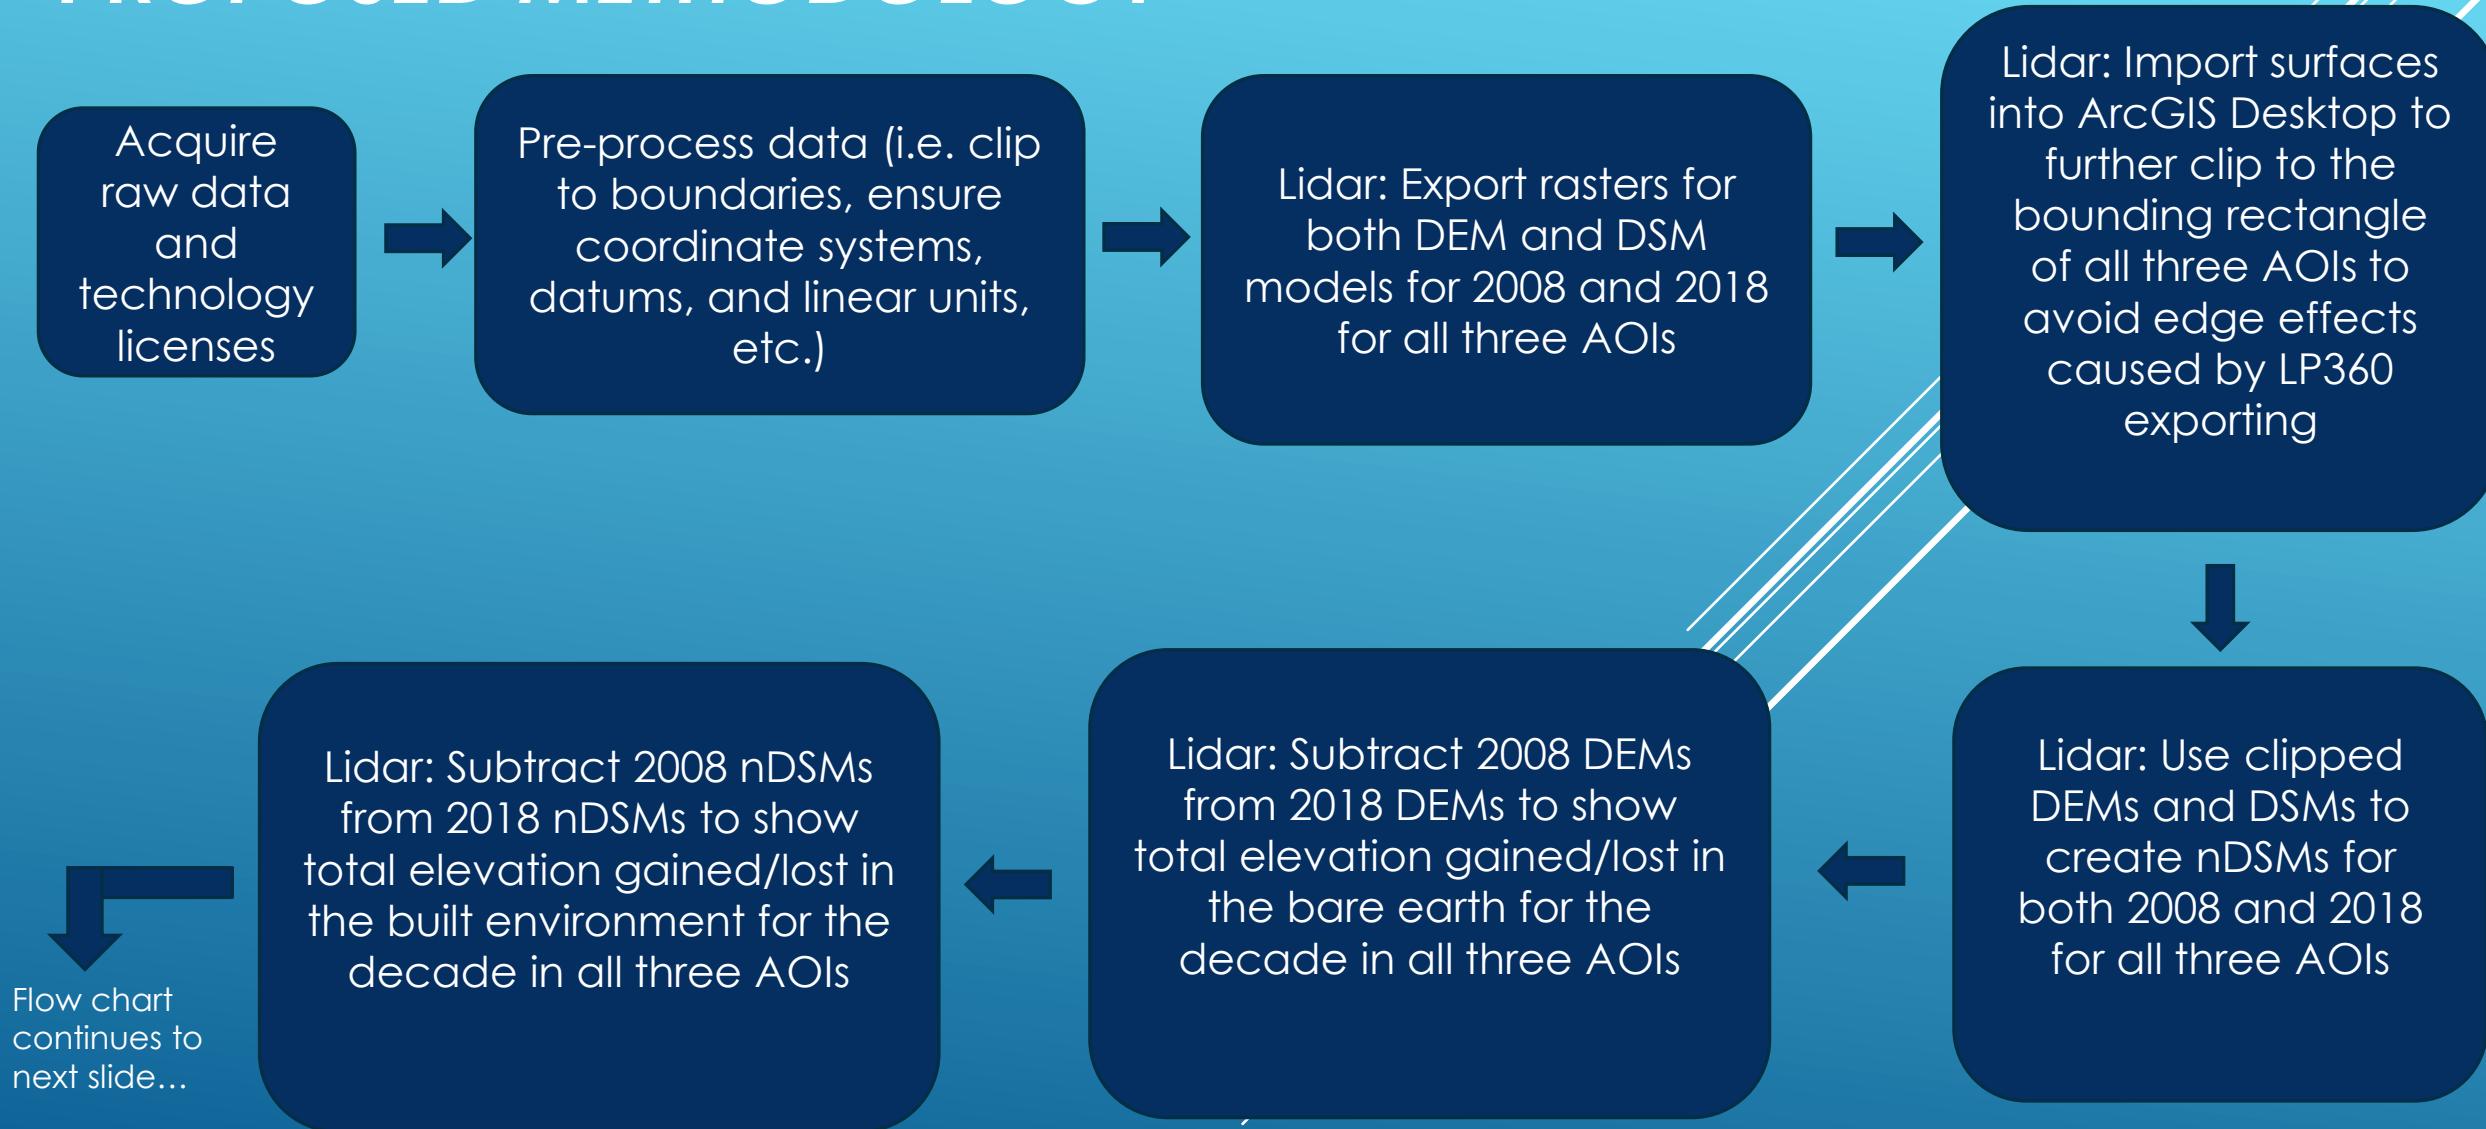 PROPOSED METHODOLOGY
Acquire
raw data
and
technology
licenses
Pre-process data (i.e. clip
to boundaries, ensure
coordinate systems,
datums, and linear units,
etc.)
Lidar: Export rasters for
both DEM and DSM
models for 2008 and 2018
for all three AOIs
Lidar: Import surfaces
into ArcGIS Desktop to
further clip to the
bounding rectangle
of all three AOIs to
avoid edge effects
caused by LP360
exporting
Lidar: Use clipped
DEMs and DSMs to
create nDSMs for
both 2008 and 2018
for all three AOIs
Lidar: Subtract 2008 DEMs
from 2018 DEMs to show
total elevation gained/lost in
the bare earth for the
decade in all three AOIs
Lidar: Subtract 2008 nDSMs
from 2018 nDSMs to show
total elevation gained/lost in
the built environment for the
decade in all three AOIs
Flow chart
continues to
next slide…